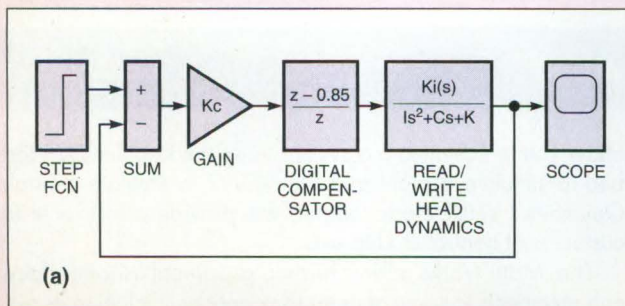 STEP
FCN
+
−
SUM
Kc
GAIN
z − 0.85
z
DIGITAL
COMPEN-
SATOR
Ki(s)
Is²+Cs+K
READ/
WRITE
HEAD
DYNAMICS
SCOPE
(a)